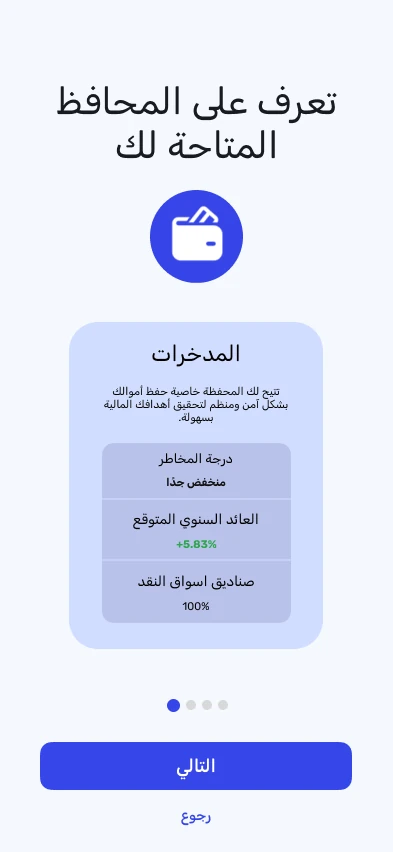 تعرف على المحافظ
المتاحة لك
المدخرات
تتيح لك المحفظة خاصية حفظ أموالك
بشكل آمن ومنظم لتحقيق أهدافك المالية
بسهولة.
درجة المخاطر
منخفض جدًا
العائد السنوي المتوقع
+5.83%
صناديق اسواق النقد
100%
التالي
رجوع